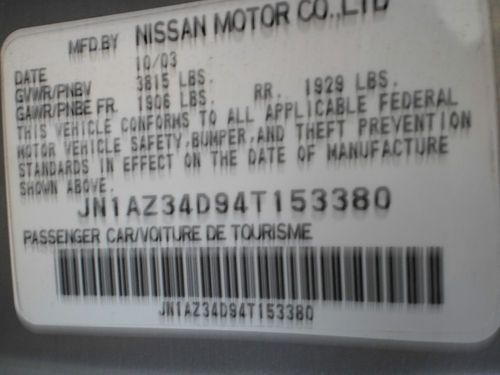 MFD.BY NISSAN MOTOR CO.,LTD
DATE 10/03
GVWR/PNBV 3815 LBS.
GAWR/PNBE FR. 1906 LBS. RR. 1929 LBS.
THIS VEHICLE CONFORMS TO ALL APPLICABLE FEDERAL
MOTOR VEHICLE SAFETY,BUMPER,AND THEFT PREVENTION
STANDARDS IN EFFECT ON THE DATE OF MANUFACTURE
SHOWN ABOVE.
JN1AZ34D94T153380
PASSENGER CAR/VOITURE DE TOURISME
JN1AZ34D94T153380